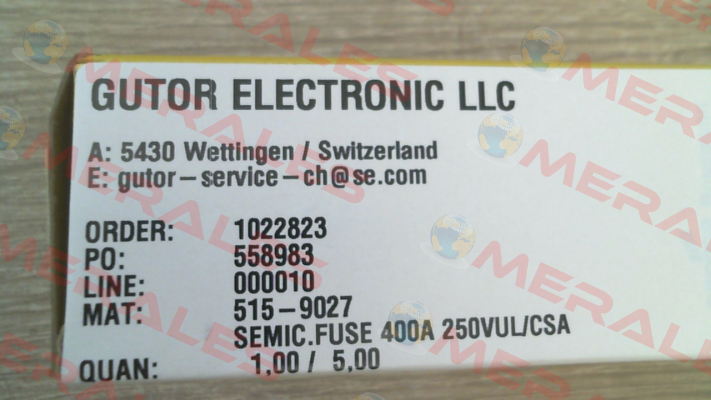 GUTOR ELECTRONIC LLC
A: 5430 Wettingen / Switzerland
E: gutor-service-ch@se.com
ORDER: 1022823
PO: 558983
LINE: 000010
MAT: 515-9027
SEMIC.FUSE 400A 250VUL/CSA
QUAN: 1,00 / 5,00
MERALES
MERALES
MERALES
MERALES